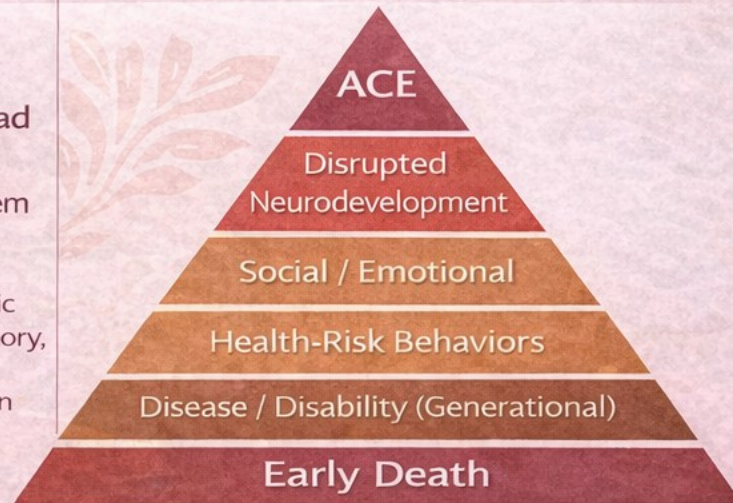 ACE
Disrupted
Neurodevelopment
Social / Emotional
Health-Risk Behaviors
Disease / Disability (Generational)
Early Death